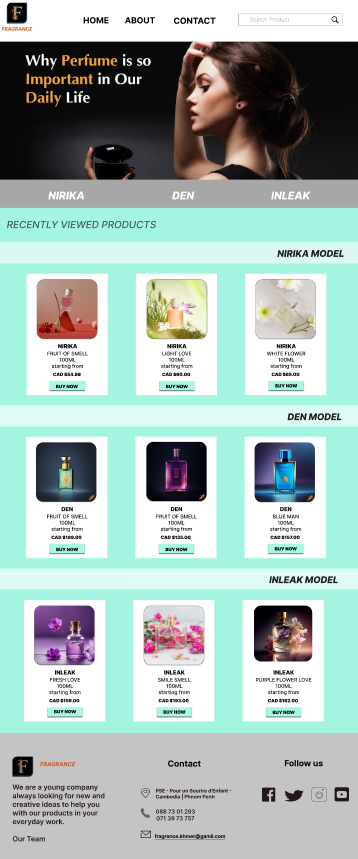 F
FRAGRANCE
HOME ABOUT CONTACT
Search Product
Why Perfume is so
Important in Our
Daily Life
NIRIKA DEN INLEAK
RECENTLY VIEWED PRODUCTS
NIRIKA MODEL
NIRIKA
FRUIT OF SMELL
100ML
starting from
CAD $54.99
BUY NOW
NIRIKA
LIGHT LOVE
100ML
starting from
CAD $60.00
BUY NOW
NIRIKA
WHITE FLOWER
100ML
starting from
CAD $65.00
BUY NOW
DEN MODEL
DEN
FRUIT OF SMELL
100ML
starting from
CAD $189.00
BUY NOW
DEN
FRUIT OF SMELL
100ML
starting from
CAD $125.00
BUY NOW
DEN
BLUE MAN
100ML
starting from
CAD $157.00
BUY NOW
INLEAK MODEL
INLEAK
FRESH LOVE
100ML
starting from
CAD $156.00
BUY NOW
INLEAK
SMILE SMELL
100ML
starting from
CAD $193.00
BUY NOW
INLEAK
PURPLE FLOWER LOVE
100ML
starting from
CAD $162.00
BUY NOW
F
FRAGRANCE
We are a young company
always looking for new and
creative ideas to help you
with our products in your
everyday work.
Our Team
Contact
PSE - Pour un Sourire d'Enfant -
Cambodia | Phnom Penh
088 73 01 293
071 39 73 757
fragrance.khmer@gamil.com
Follow us